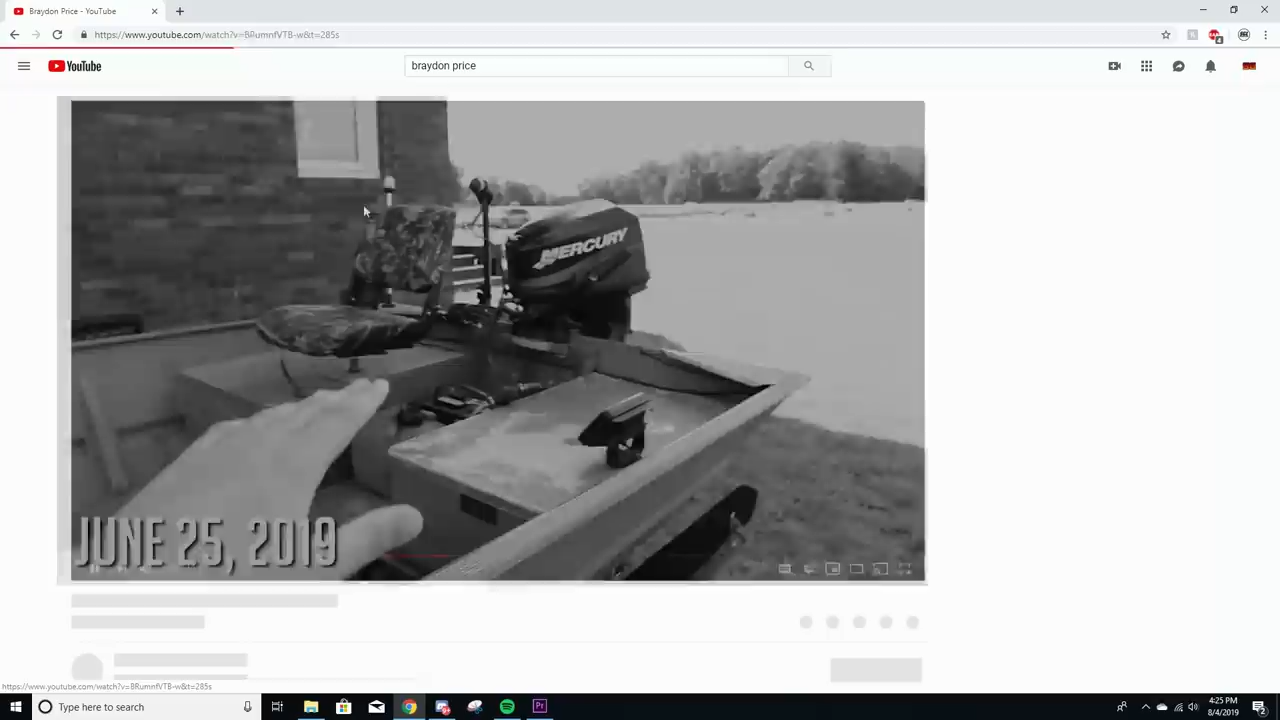 Braydon Price - YouTube
https://www.youtube.com/watch?v=BRumnfVTB-w&t=285s
YouTube
braydon price
MERCURY
JUNE 25, 2019
https://www.youtube.com/watch?v=BRumnfVTB-w&t=285s
Type here to search
4:25 PM
8/4/2019
2